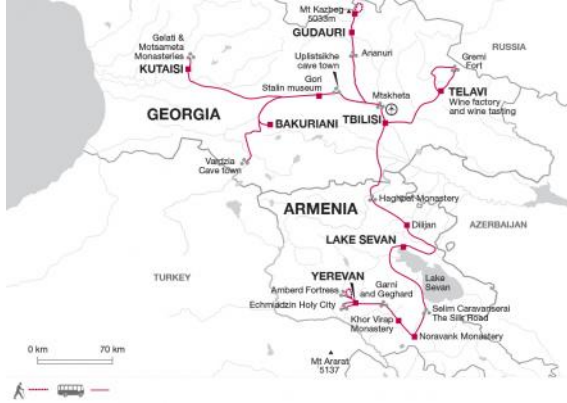 Mt Kazbeg
5033m
GUDAURI
RUSSIA
Gelati &
Motsameta
Monasteries
KUTAISI
Uplistsikhe
cave town
Ananuri
Gremi
Fort
Gori
Stalin museum
Mtskheta
TELAVI
Wine factory
and wine tasting
GEORGIA
BAKURIANI
TBILISI
Vardzia
Cave town
Haghpat Monastery
ARMENIA
Dilijan
AZERBAIJAN
LAKE SEVAN
TURKEY
YEREVAN
Lake
Sevan
Amberd Fortress
Garni
and Geghard
Echmiadzin Holy City
Selim Caravanserai
The Silk Road
Khor Virap
Monastery
Noravank Monastery
0 km
70 km
Mt Ararat
5137